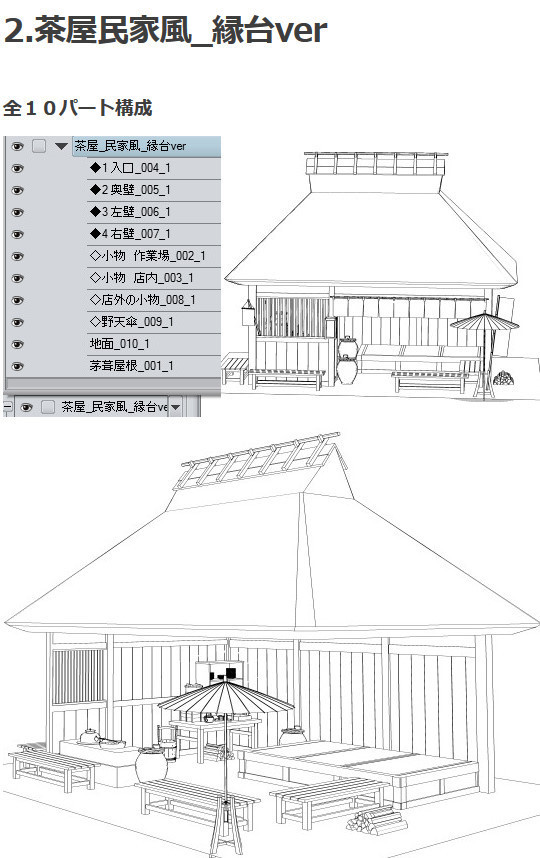 2.茶屋民家風_縁台ver
全１０パート構成
茶屋_民家風_縁台ver
◆1入口_004_1
◆2奥壁_005_1
◆3左壁_006_1
◆4右壁_007_1
◇小物 作業場_002_1
◇小物 店内_003_1
◇店外の小物_008_1
◇野天傘_009_1
地面_010_1
茅葺屋根_001_1
茶屋_民家風_縁台ve